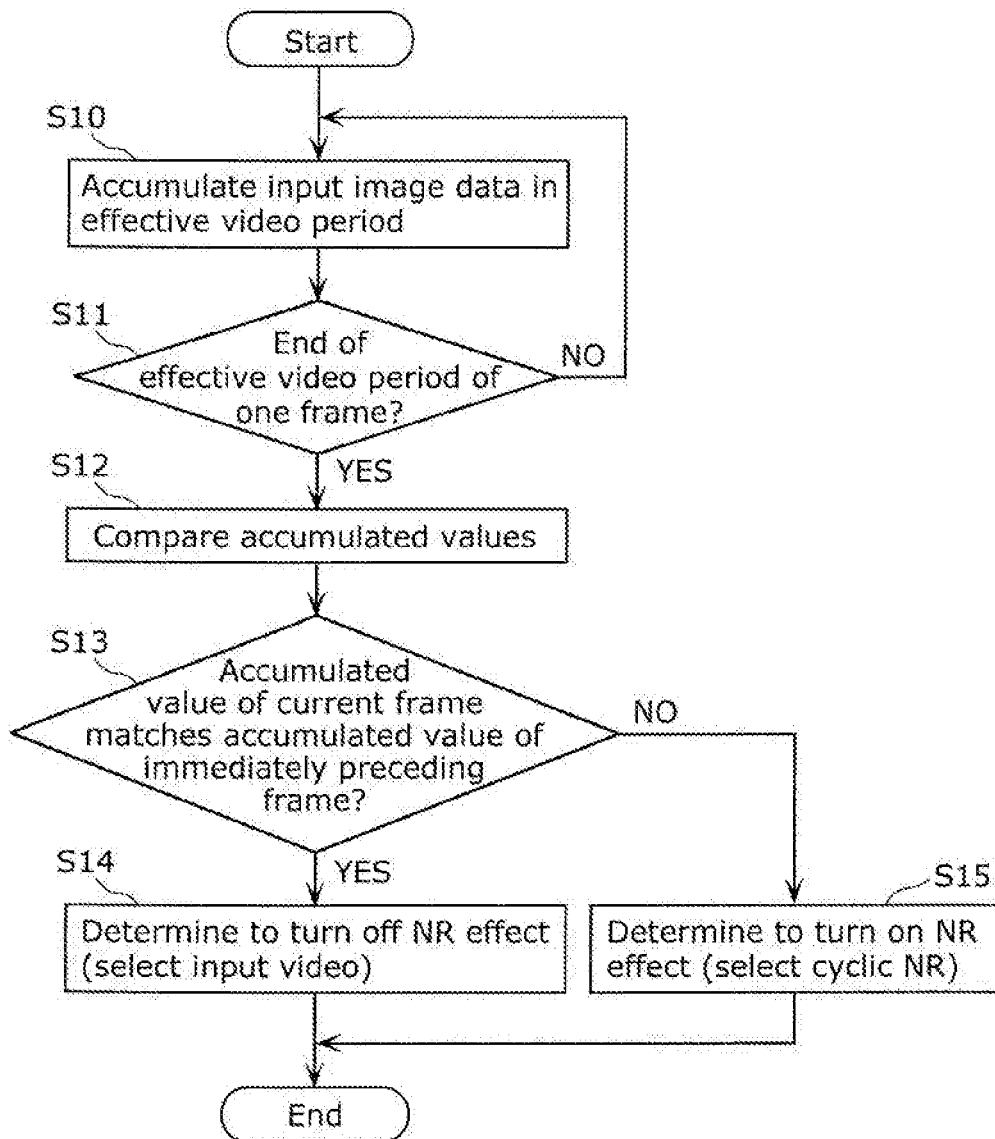 Start
S10
Accumulate input image data in
effective video period
S11
End of
effective video period of
one frame?
NO
YES
S12
Compare accumulated values
S13
Accumulated
value of current frame
matches accumulated value of
immediately preceding
frame?
NO
YES
S14
Determine to turn off NR effect
(select input video)
S15
Determine to turn on NR
effect (select cyclic NR)
End